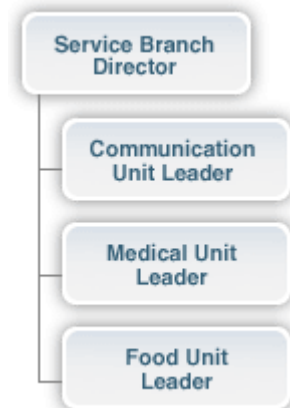 Service Branch
Director
Communication
Unit Leader
Medical Unit
Leader
Food Unit
Leader